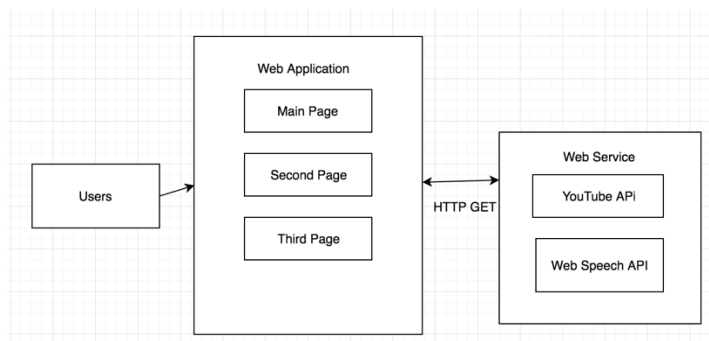 Web Application
Main Page
Second Page
Third Page
Users
HTTP GET
Web Service
YouTube APi
Web Speech API